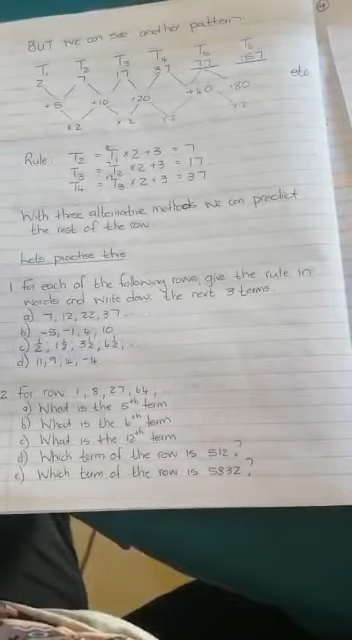 4
BUT we can see another pattern
T1 T2 T3 T4 T5 T6
2 7 17 37 77 157
etc
+5 +10 +20 +40 +80
×2 ×2 ×2 ×2
Rule: T2 = T1 × 2 + 3 = 7
T3 = T2 × 2 + 3 = 17
T4 = T3 × 2 + 3 = 37
With these alternative methods we can predict
the rest of the row.
Lets practise this
1 for each of the following rows, give the rule in
words and write down the next 3 terms.
a) 7, 12, 22, 37...
b) -5, -1, 4, 10
c) ½, 1½, 3½, 6½, ..
d) 11, 9, 4, -4
2 for row 1, 8, 27, 64, ..
a) What is the 5th term
b) What is the 6th term
c) What is the 12th term
d) Which term of the row is 512?
e) Which term of the row is 5832?